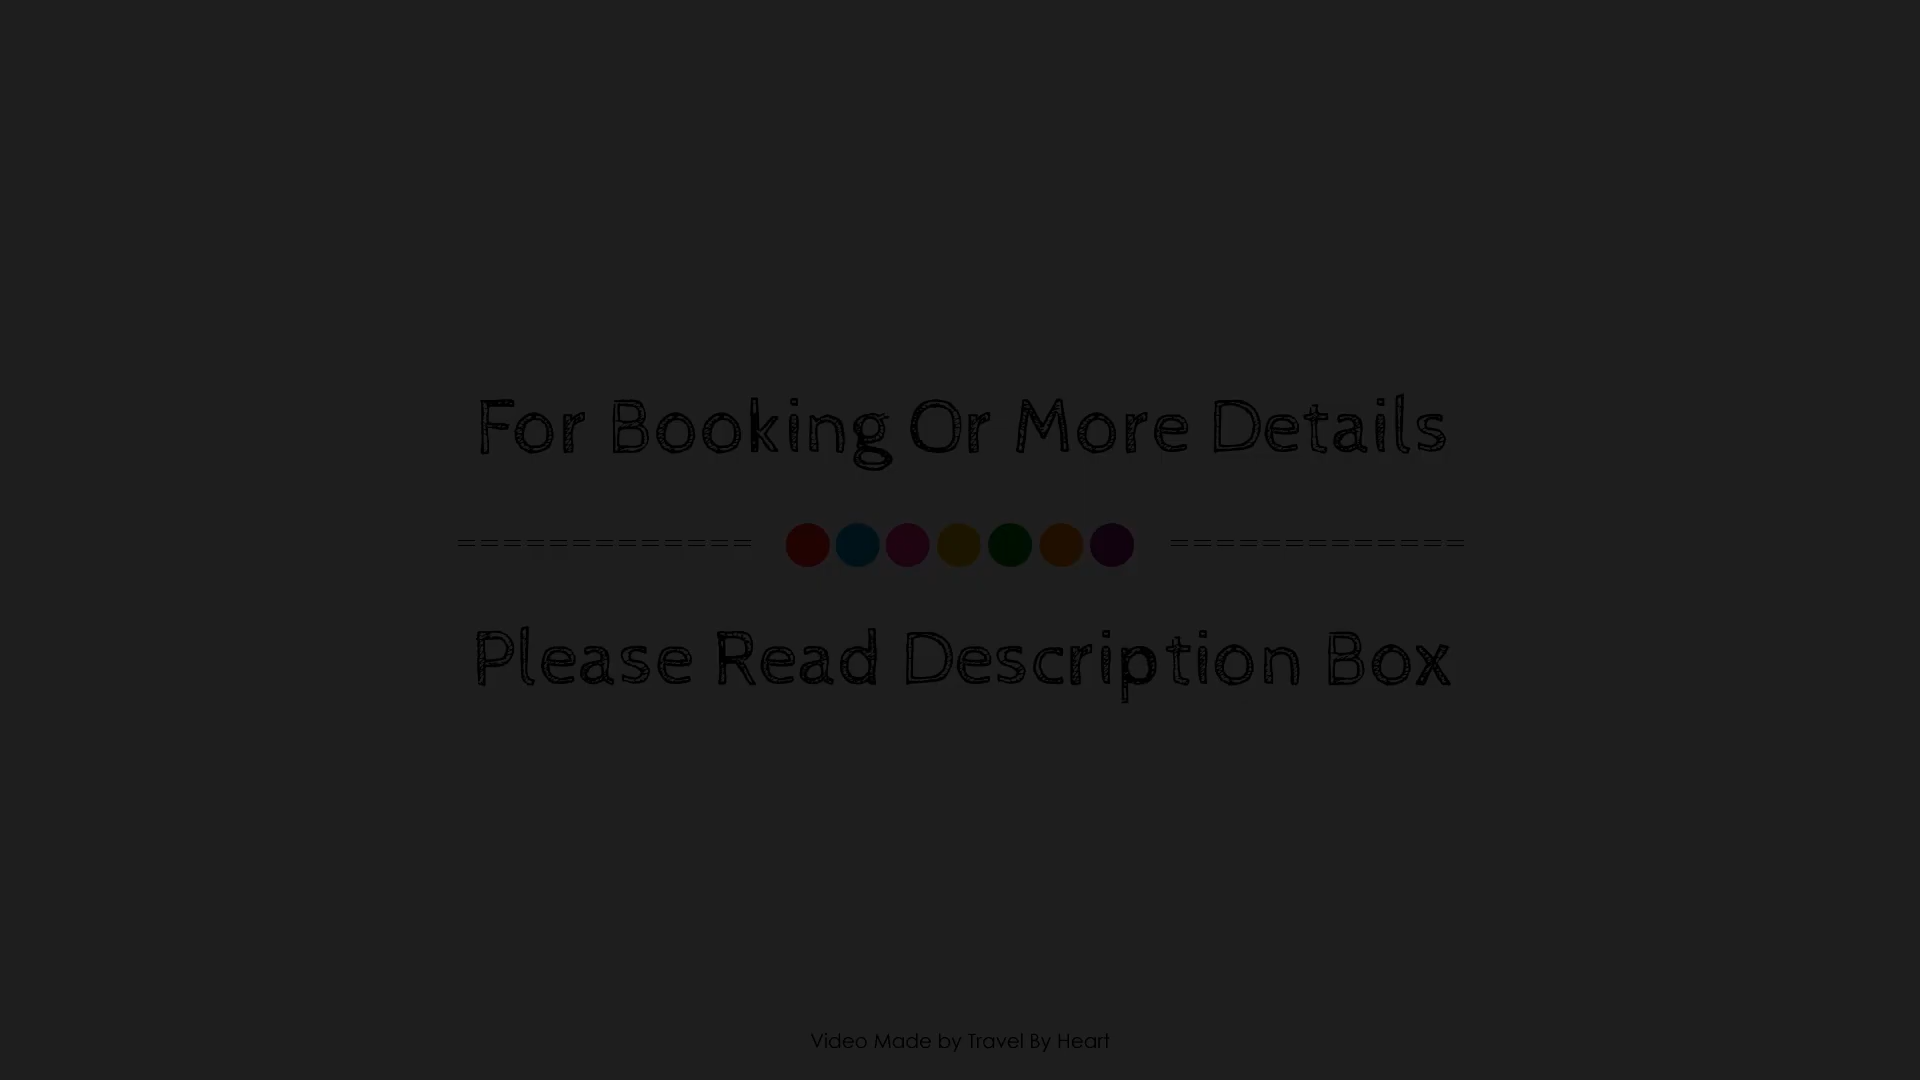 For Booking Or More Details
============= =============
Please Read Description Box
Video Made by Travel By Heart